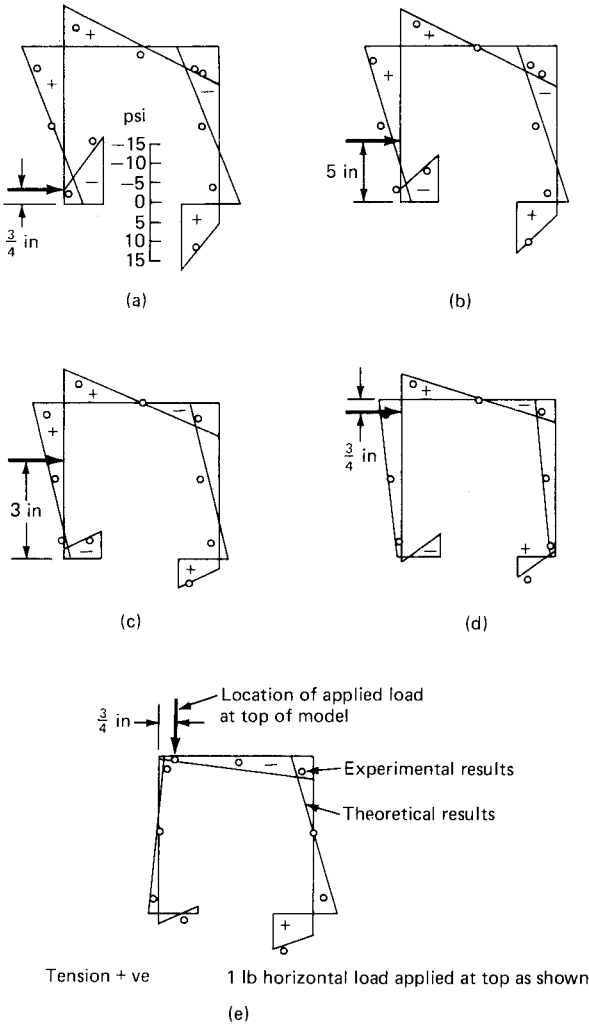 +
+
−
psi
−15
−10
−5
0
5
10
15
−
+
3/4 in
(a)
+
+
−
5 in
−
+
(b)
+
−
+
3 in
−
+
(c)
+
−
3/4 in
−
+
(d)
3/4 in
Location of applied load
at top of model
−
Experimental results
Theoretical results
+
Tension + ve
1 lb horizontal load applied at top as shown
(e)